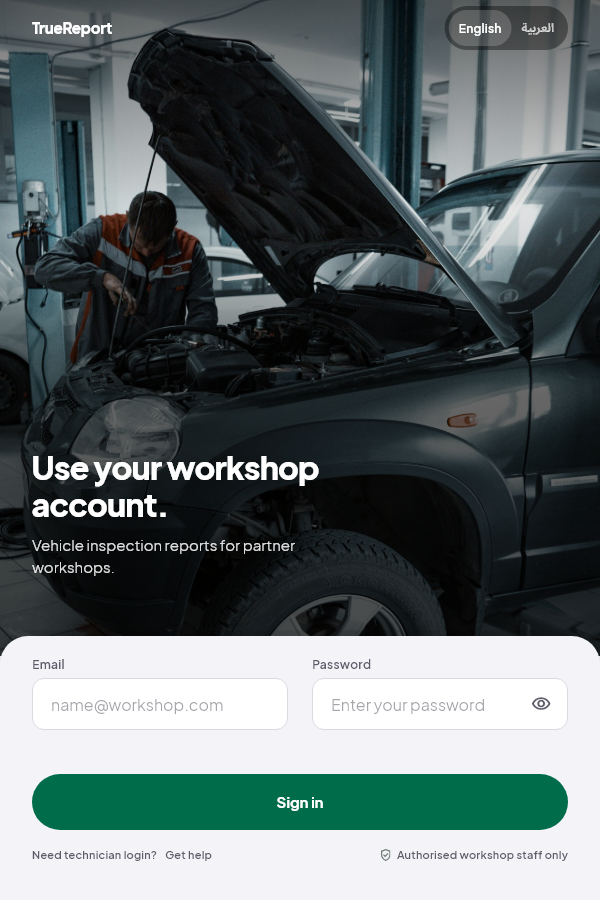 TrueReport
English
العربية
Use your workshop
account.
Vehicle inspection reports for partner
workshops.
Email
Password
name@workshop.com
Enter your password
Sign in
Need technician login? Get help
Authorised workshop staff only